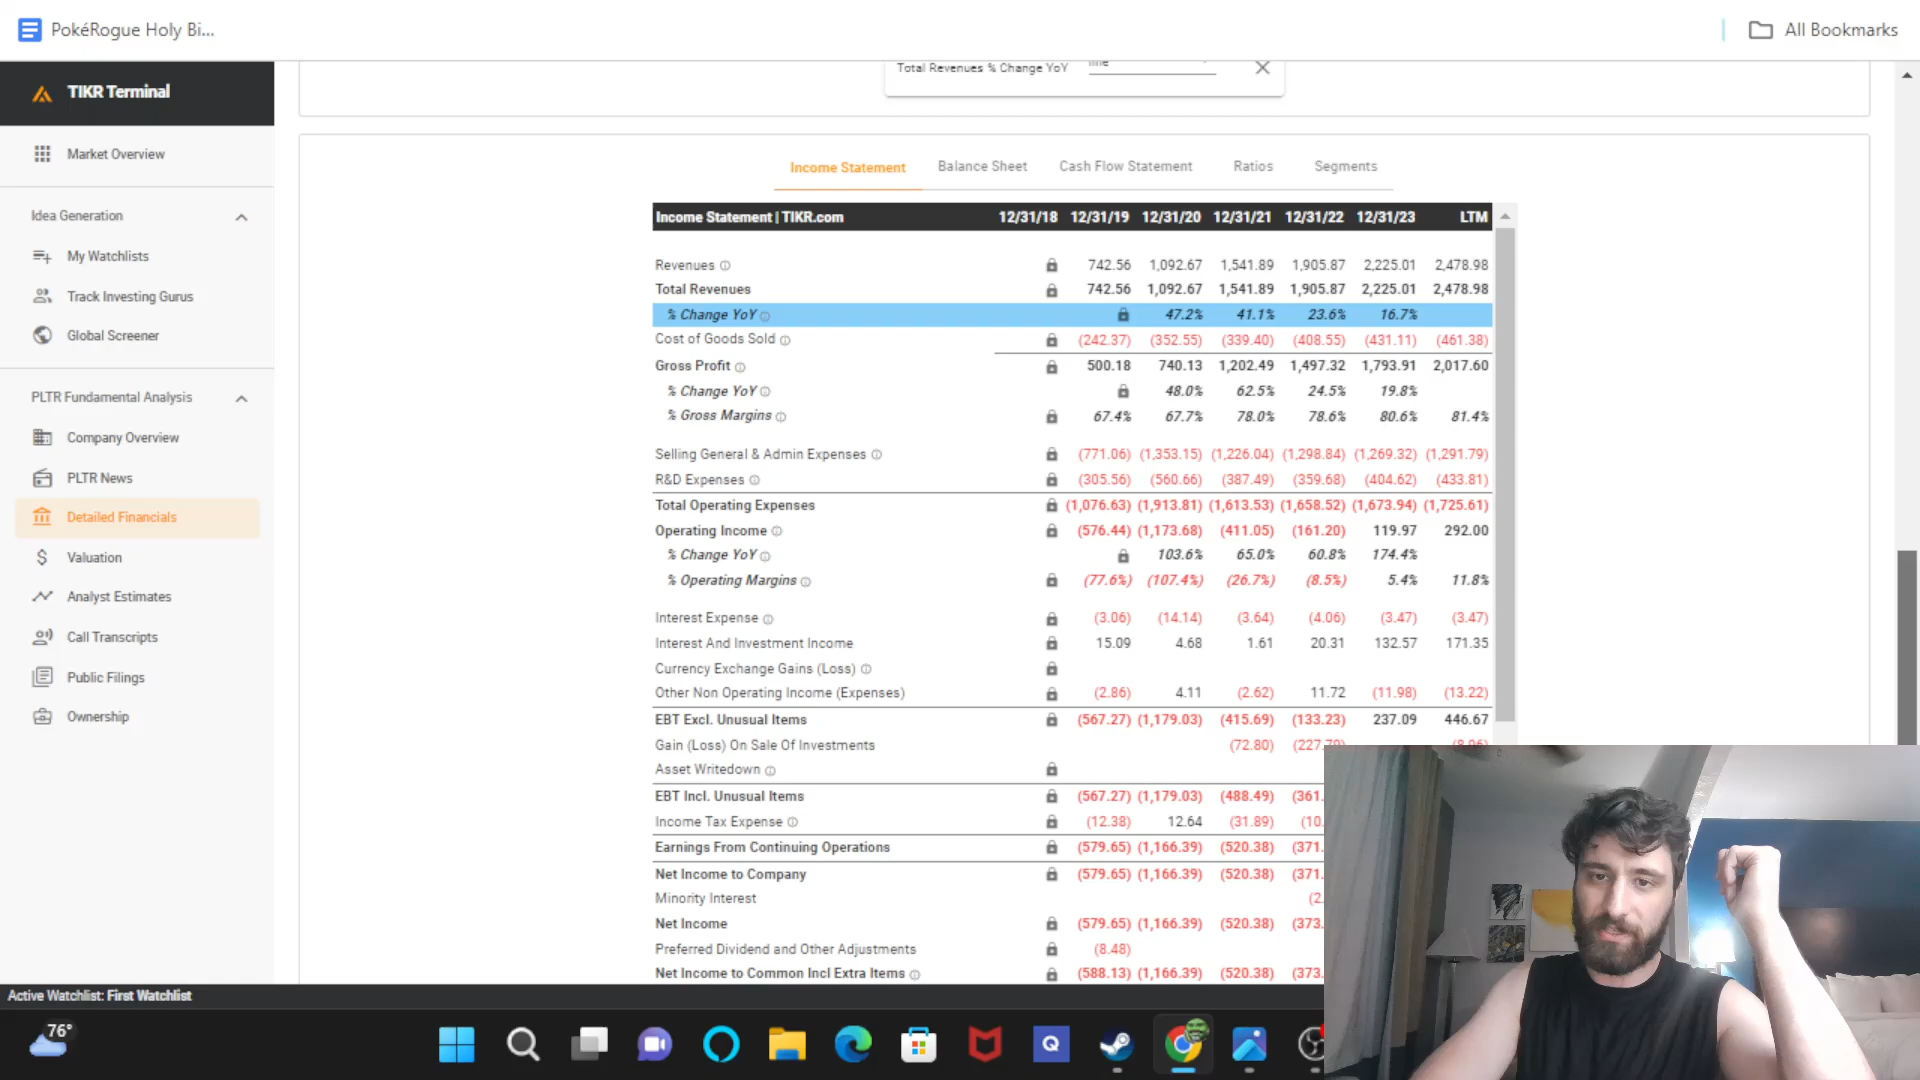 PokéRogue Holy Bi...
All Bookmarks
TIKR Terminal
Market Overview
Idea Generation
My Watchlists
Track Investing Gurus
Global Screener
PLTR Fundamental Analysis
Company Overview
PLTR News
Detailed Financials
$ Valuation
Analyst Estimates
Call Transcripts
Public Filings
Ownership
Total Revenues % Change YoY line
Income Statement Balance Sheet Cash Flow Statement Ratios Segments
Income Statement | TIKR.com 12/31/18 12/31/19 12/31/20 12/31/21 12/31/22 12/31/23 LTM
Revenues 742.56 1,092.67 1,541.89 1,905.87 2,225.01 2,478.98
Total Revenues 742.56 1,092.67 1,541.89 1,905.87 2,225.01 2,478.98
% Change YoY 47.2% 41.1% 23.6% 16.7%
Cost of Goods Sold (242.37) (352.55) (339.40) (408.55) (431.11) (461.38)
Gross Profit 500.18 740.13 1,202.49 1,497.32 1,793.91 2,017.60
% Change YoY 48.0% 62.5% 24.5% 19.8%
% Gross Margins 67.4% 67.7% 78.0% 78.6% 80.6% 81.4%
Selling General & Admin Expenses (771.06) (1,353.15) (1,226.04) (1,298.84) (1,269.32) (1,291.79)
R&D Expenses (305.56) (560.66) (387.49) (359.68) (404.62) (433.81)
Total Operating Expenses (1,076.63) (1,913.81) (1,613.53) (1,658.52) (1,673.94) (1,725.61)
Operating Income (576.44) (1,173.68) (411.05) (161.20) 119.97 292.00
% Change YoY 103.6% 65.0% 60.8% 174.4%
% Operating Margins (77.6%) (107.4%) (26.7%) (8.5%) 5.4% 11.8%
Interest Expense (3.06) (14.14) (3.64) (4.06) (3.47) (3.47)
Interest And Investment Income 15.09 4.68 1.61 20.31 132.57 171.35
Currency Exchange Gains (Loss)
Other Non Operating Income (Expenses) (2.86) 4.11 (2.62) 11.72 (11.98) (13.22)
EBT Excl. Unusual Items (567.27) (1,179.03) (415.69) (133.23) 237.09 446.67
Gain (Loss) On Sale Of Investments (72.80)
Asset Writedown
EBT Incl. Unusual Items (567.27) (1,179.03) (488.49) (361.
Income Tax Expense (12.38) 12.64 (31.89) (10.
Earnings From Continuing Operations (579.65) (1,166.39) (520.38) (371.
Net Income to Company (579.65) (1,166.39) (520.38) (371.
Minority Interest (2.
Net Income (579.65) (1,166.39) (520.38) (373.
Preferred Dividend and Other Adjustments (8.48)
Net Income to Common Incl Extra Items (588.13) (1,166.39) (520.38) (373.
Active Watchlist: First Watchlist
76°
Q